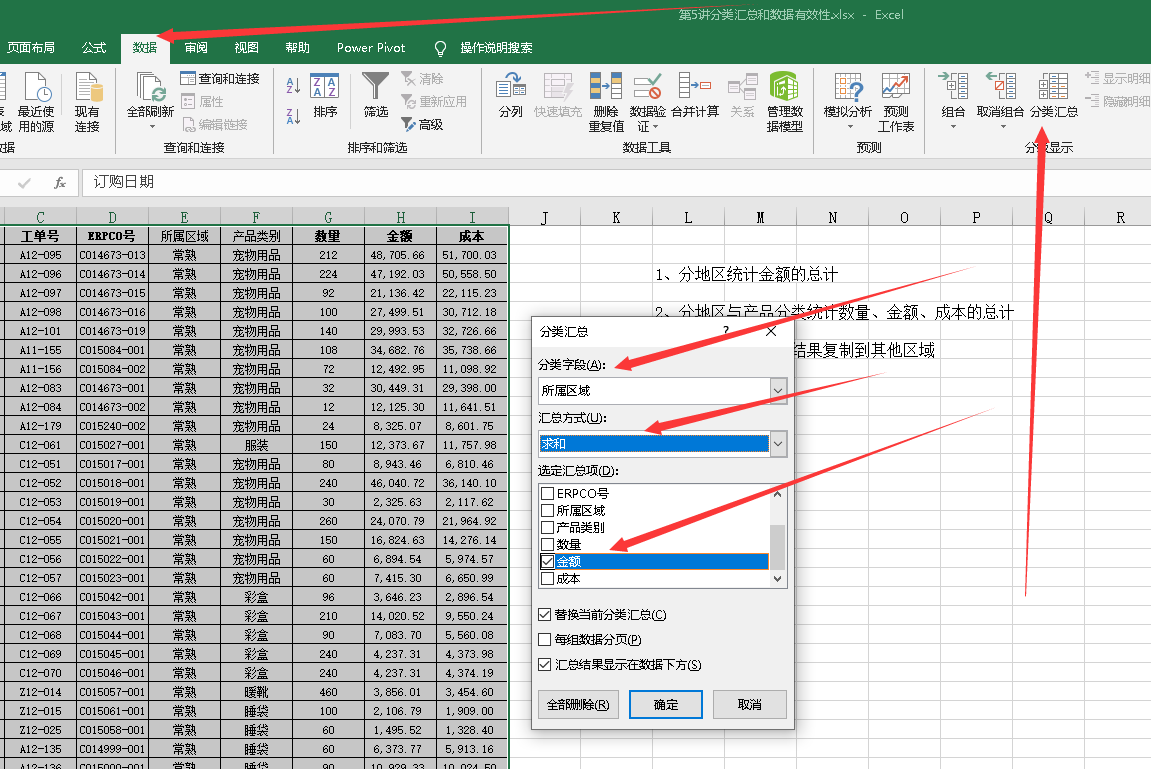 第5讲分类汇总和数据有效性.xlsx - Excel
页面布局 公式 数据 审阅 视图 帮助 Power Pivot 操作说明搜索
最近使用的源 现有连接 全部刷新 查询和连接 属性 编辑链接 排序 筛选 清除 重新应用 高级 分列 快速填充 删除重复值 数据验证 合并计算 关系 管理数据模型 模拟分析 预测工作表 组合 取消组合 分类汇总 显示明细 隐藏明细
查询和连接 排序和筛选 数据工具 预测 分级显示
fx 订购日期
C D E F G H I J K L M N O P Q R
工单号 ERPCO号 所属区域 产品类别 数量 金额 成本
A12-095 C014673-013 常熟 宠物用品 212 48,705.66 51,700.03
A12-096 C014673-014 常熟 宠物用品 224 47,192.03 50,558.50
A12-097 C014673-015 常熟 宠物用品 92 21,136.42 22,115.23
A12-098 C014673-018 常熟 宠物用品 100 27,499.51 30,712.18
A12-101 C014673-019 常熟 宠物用品 140 29,993.53 32,726.66
A11-155 C015084-001 常熟 宠物用品 108 34,682.76 35,738.66
A11-156 C015084-002 常熟 宠物用品 72 12,492.95 11,098.92
A12-083 C014673-001 常熟 宠物用品 32 30,449.31 29,398.00
A12-084 C014673-002 常熟 宠物用品 12 12,125.30 11,641.51
A12-179 C015240-002 常熟 宠物用品 24 8,325.07 8,601.75
C12-061 C015027-001 常熟 服装 150 12,373.67 11,757.98
C12-051 C015017-001 常熟 宠物用品 80 8,943.46 6,810.46
C12-052 C015018-001 常熟 宠物用品 240 46,040.72 36,140.10
C12-053 C015019-001 常熟 宠物用品 30 2,325.63 2,117.62
C12-054 C015020-001 常熟 宠物用品 260 24,070.79 21,964.92
C12-055 C015021-001 常熟 宠物用品 150 16,824.63 14,276.14
C12-056 C015022-001 常熟 宠物用品 60 6,894.54 5,974.57
C12-057 C015023-001 常熟 宠物用品 60 7,415.30 6,650.99
C12-066 C015042-001 常熟 彩盒 96 3,646.23 2,896.54
C12-067 C015043-001 常熟 彩盒 210 14,020.52 9,550.24
C12-068 C015044-001 常熟 彩盒 90 7,083.70 5,560.08
C12-069 C015045-001 常熟 彩盒 240 4,237.31 4,373.98
C12-070 C015046-001 常熟 彩盒 240 4,237.31 4,374.19
Z12-014 C015057-001 常熟 暖靴 460 3,856.01 3,454.60
Z12-015 C015061-001 常熟 睡袋 100 2,106.79 1,909.00
Z12-025 C015058-001 常熟 睡袋 60 1,495.52 1,328.40
A12-135 C014999-001 常熟 睡袋 60 6,373.77 5,913.16
A12-136 C015000-001 常熟 睡袋 90 10,929.33 10,024.50
1、分地区统计金额的总计
2、分地区与产品分类统计数量、金额、成本的总计
结果复制到其他区域
分类汇总 ?
分类字段(A):
所属区域
汇总方式(U):
求和
选定汇总项(D):
ERPCO号
所属区域
产品类别
数量
金额
成本
替换当前分类汇总(C)
每组数据分页(P)
汇总结果显示在数据下方(S)
全部删除(R) 确定 取消